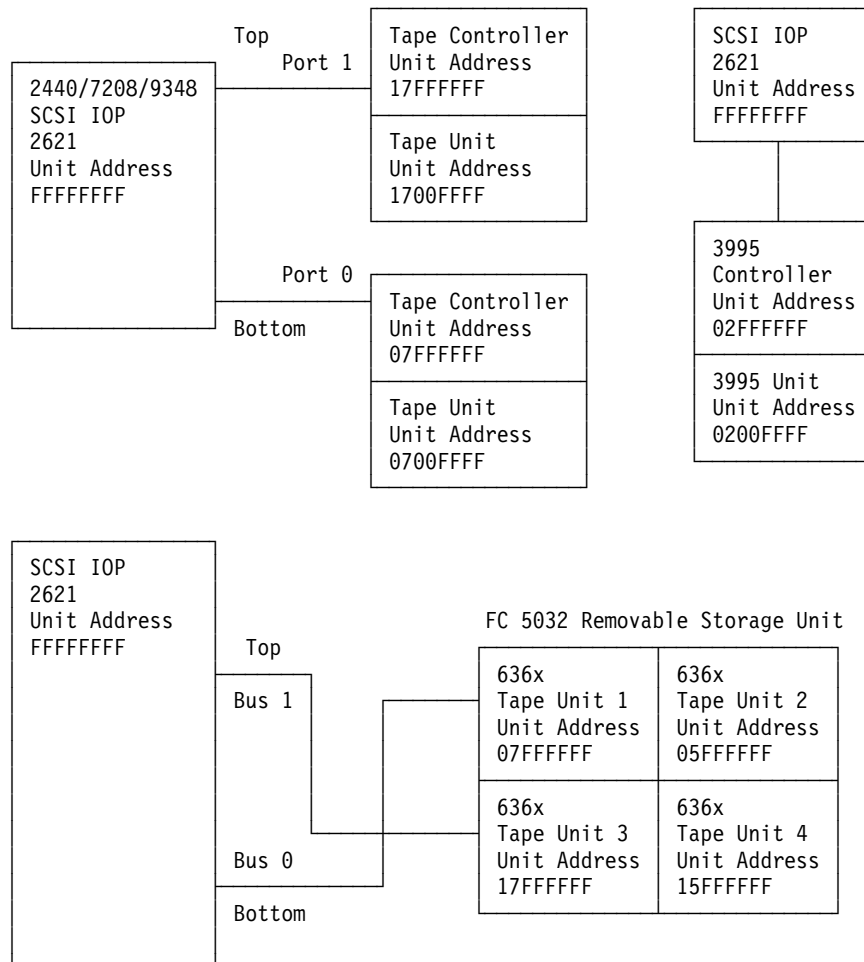 Top
Port 1
2440/7208/9348
SCSI IOP
2621
Unit Address
FFFFFFFF
Tape Controller
Unit Address
17FFFFFF
Tape Unit
Unit Address
1700FFFF
Port 0
Bottom
Tape Controller
Unit Address
07FFFFFF
Tape Unit
Unit Address
0700FFFF
SCSI IOP
2621
Unit Address
FFFFFFFF
3995
Controller
Unit Address
02FFFFFF
3995 Unit
Unit Address
0200FFFF
SCSI IOP
2621
Unit Address
FFFFFFFF
Top
Bus 1
Bus 0
Bottom
FC 5032 Removable Storage Unit
636x
Tape Unit 1
Unit Address
07FFFFFF
636x
Tape Unit 2
Unit Address
05FFFFFF
636x
Tape Unit 3
Unit Address
17FFFFFF
636x
Tape Unit 4
Unit Address
15FFFFFF